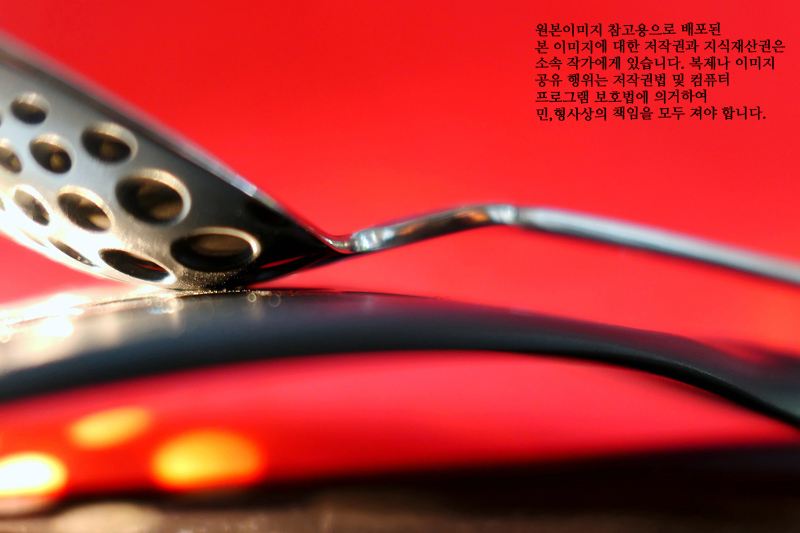 원본이미지 참고용으로 배포된
본 이미지에 대한 저작권과 지식재산권은
소속 작가에게 있습니다. 복제나 이미지
공유 행위는 저작권법 및 컴퓨터
프로그램 보호법에 의거하여
민,형사상의 책임을 모두 져야 합니다.